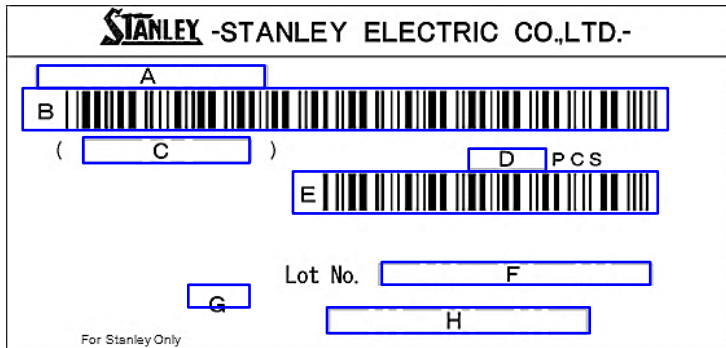 STANLEY -STANLEY ELECTRIC CO.,LTD.-
A
B
( C )
D PCS
E
Lot No. F
G
H
For Stanley Only